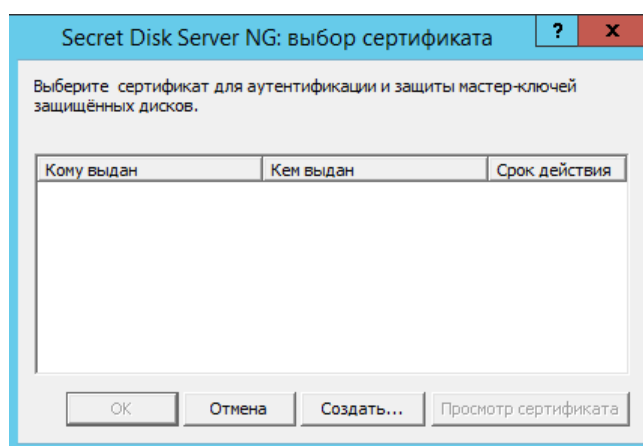 Secret Disk Server NG: выбор сертификата
?
x
Выберите сертификат для аутентификации и защиты мастер-ключей
защищённых дисков.
Кому выдан Кем выдан Срок действия
ОК Отмена Создать... Просмотр сертификата